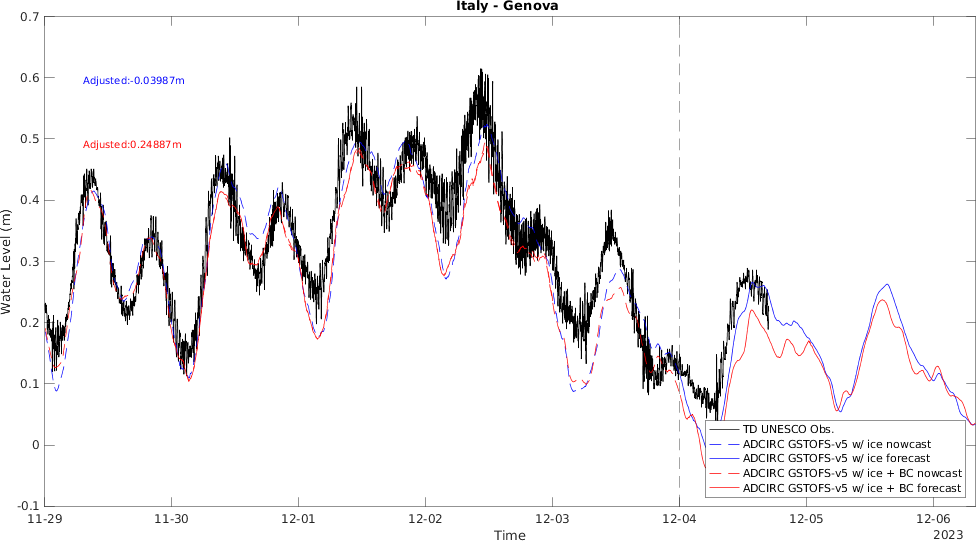 Italy - Genova
0.7
0.6
0.5
0.4
0.3
0.2
0.1
0
-0.1
Water Level (m)
Adjusted:-0.03987m
Adjusted:0.24887m
TD UNESCO Obs.
ADCIRC GSTOFS-v5 w/ ice nowcast
ADCIRC GSTOFS-v5 w/ ice forecast
ADCIRC GSTOFS-v5 w/ ice + BC nowcast
ADCIRC GSTOFS-v5 w/ ice + BC forecast
11-29 11-30 12-01 12-02 12-03 12-04 12-05 12-06
Time
2023